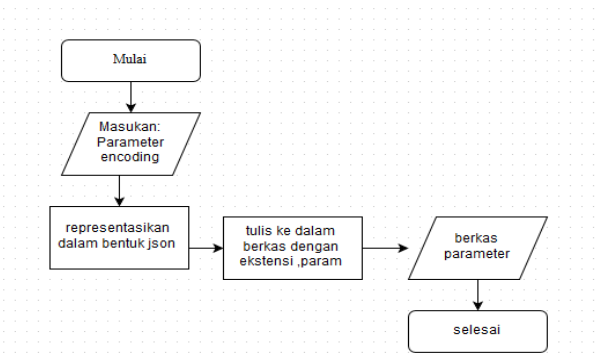 Mulai
Masukan:
Parameter
encoding
representasikan
dalam bentuk json
tulis ke dalam
berkas dengan
ekstensi ,param
berkas
parameter
selesai